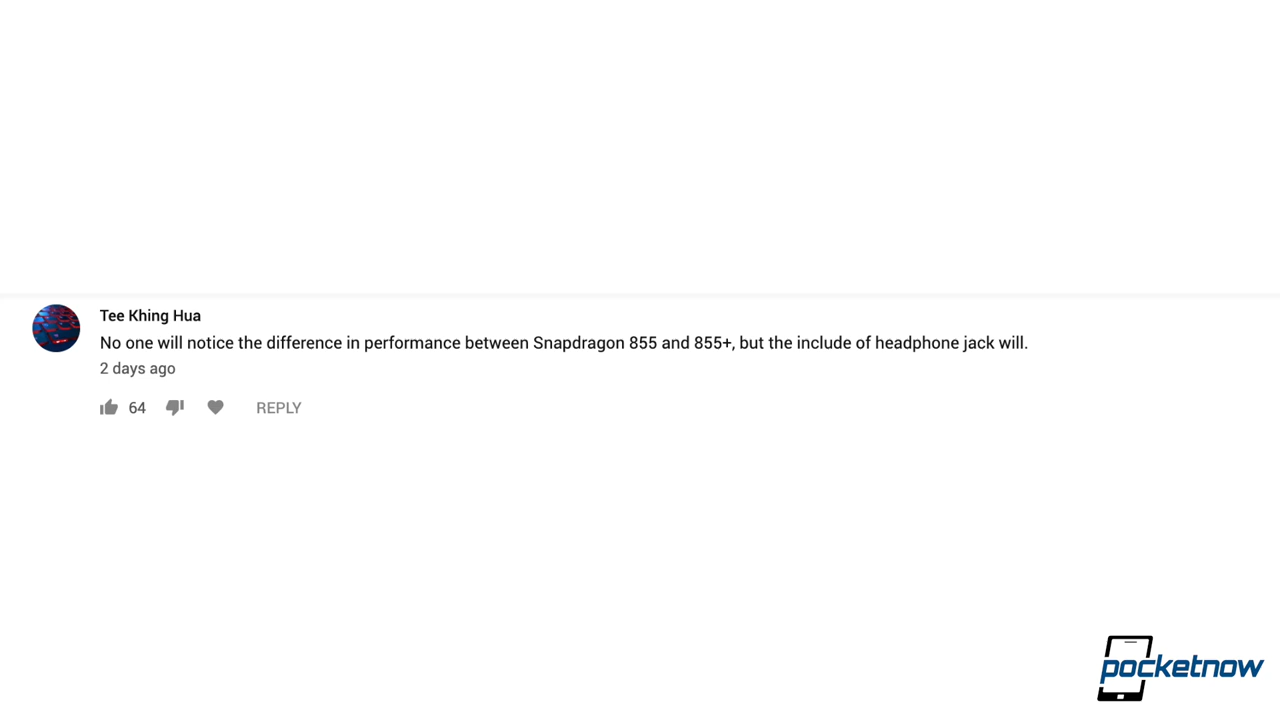 Tee Khing Hua
No one will notice the difference in performance between Snapdragon 855 and 855+, but the include of headphone jack will.
2 days ago
64
REPLY
pocketnow